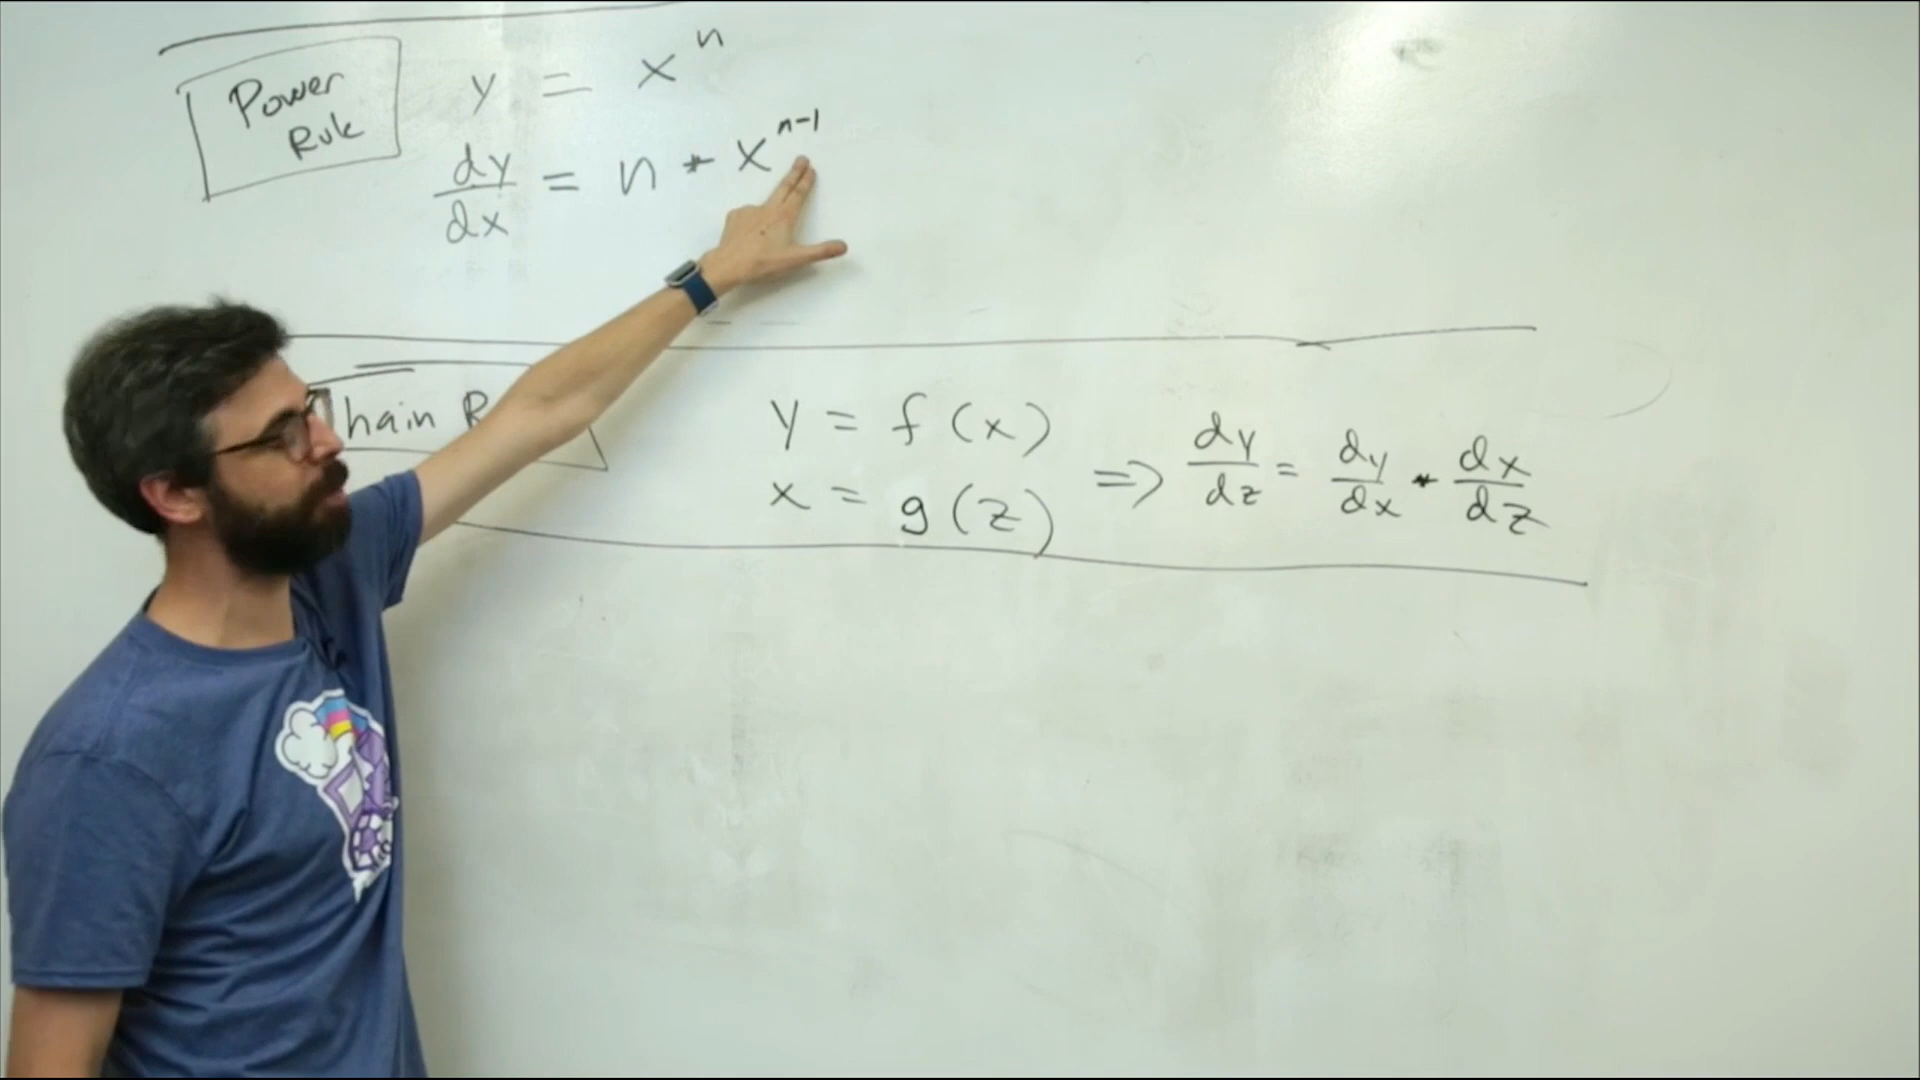 Power
Rule
y = x^n
dy/dx = n * x^(n-1)
hain R
y = f(x)
x = g(z)
=> dy/dz = dy/dx * dx/dz